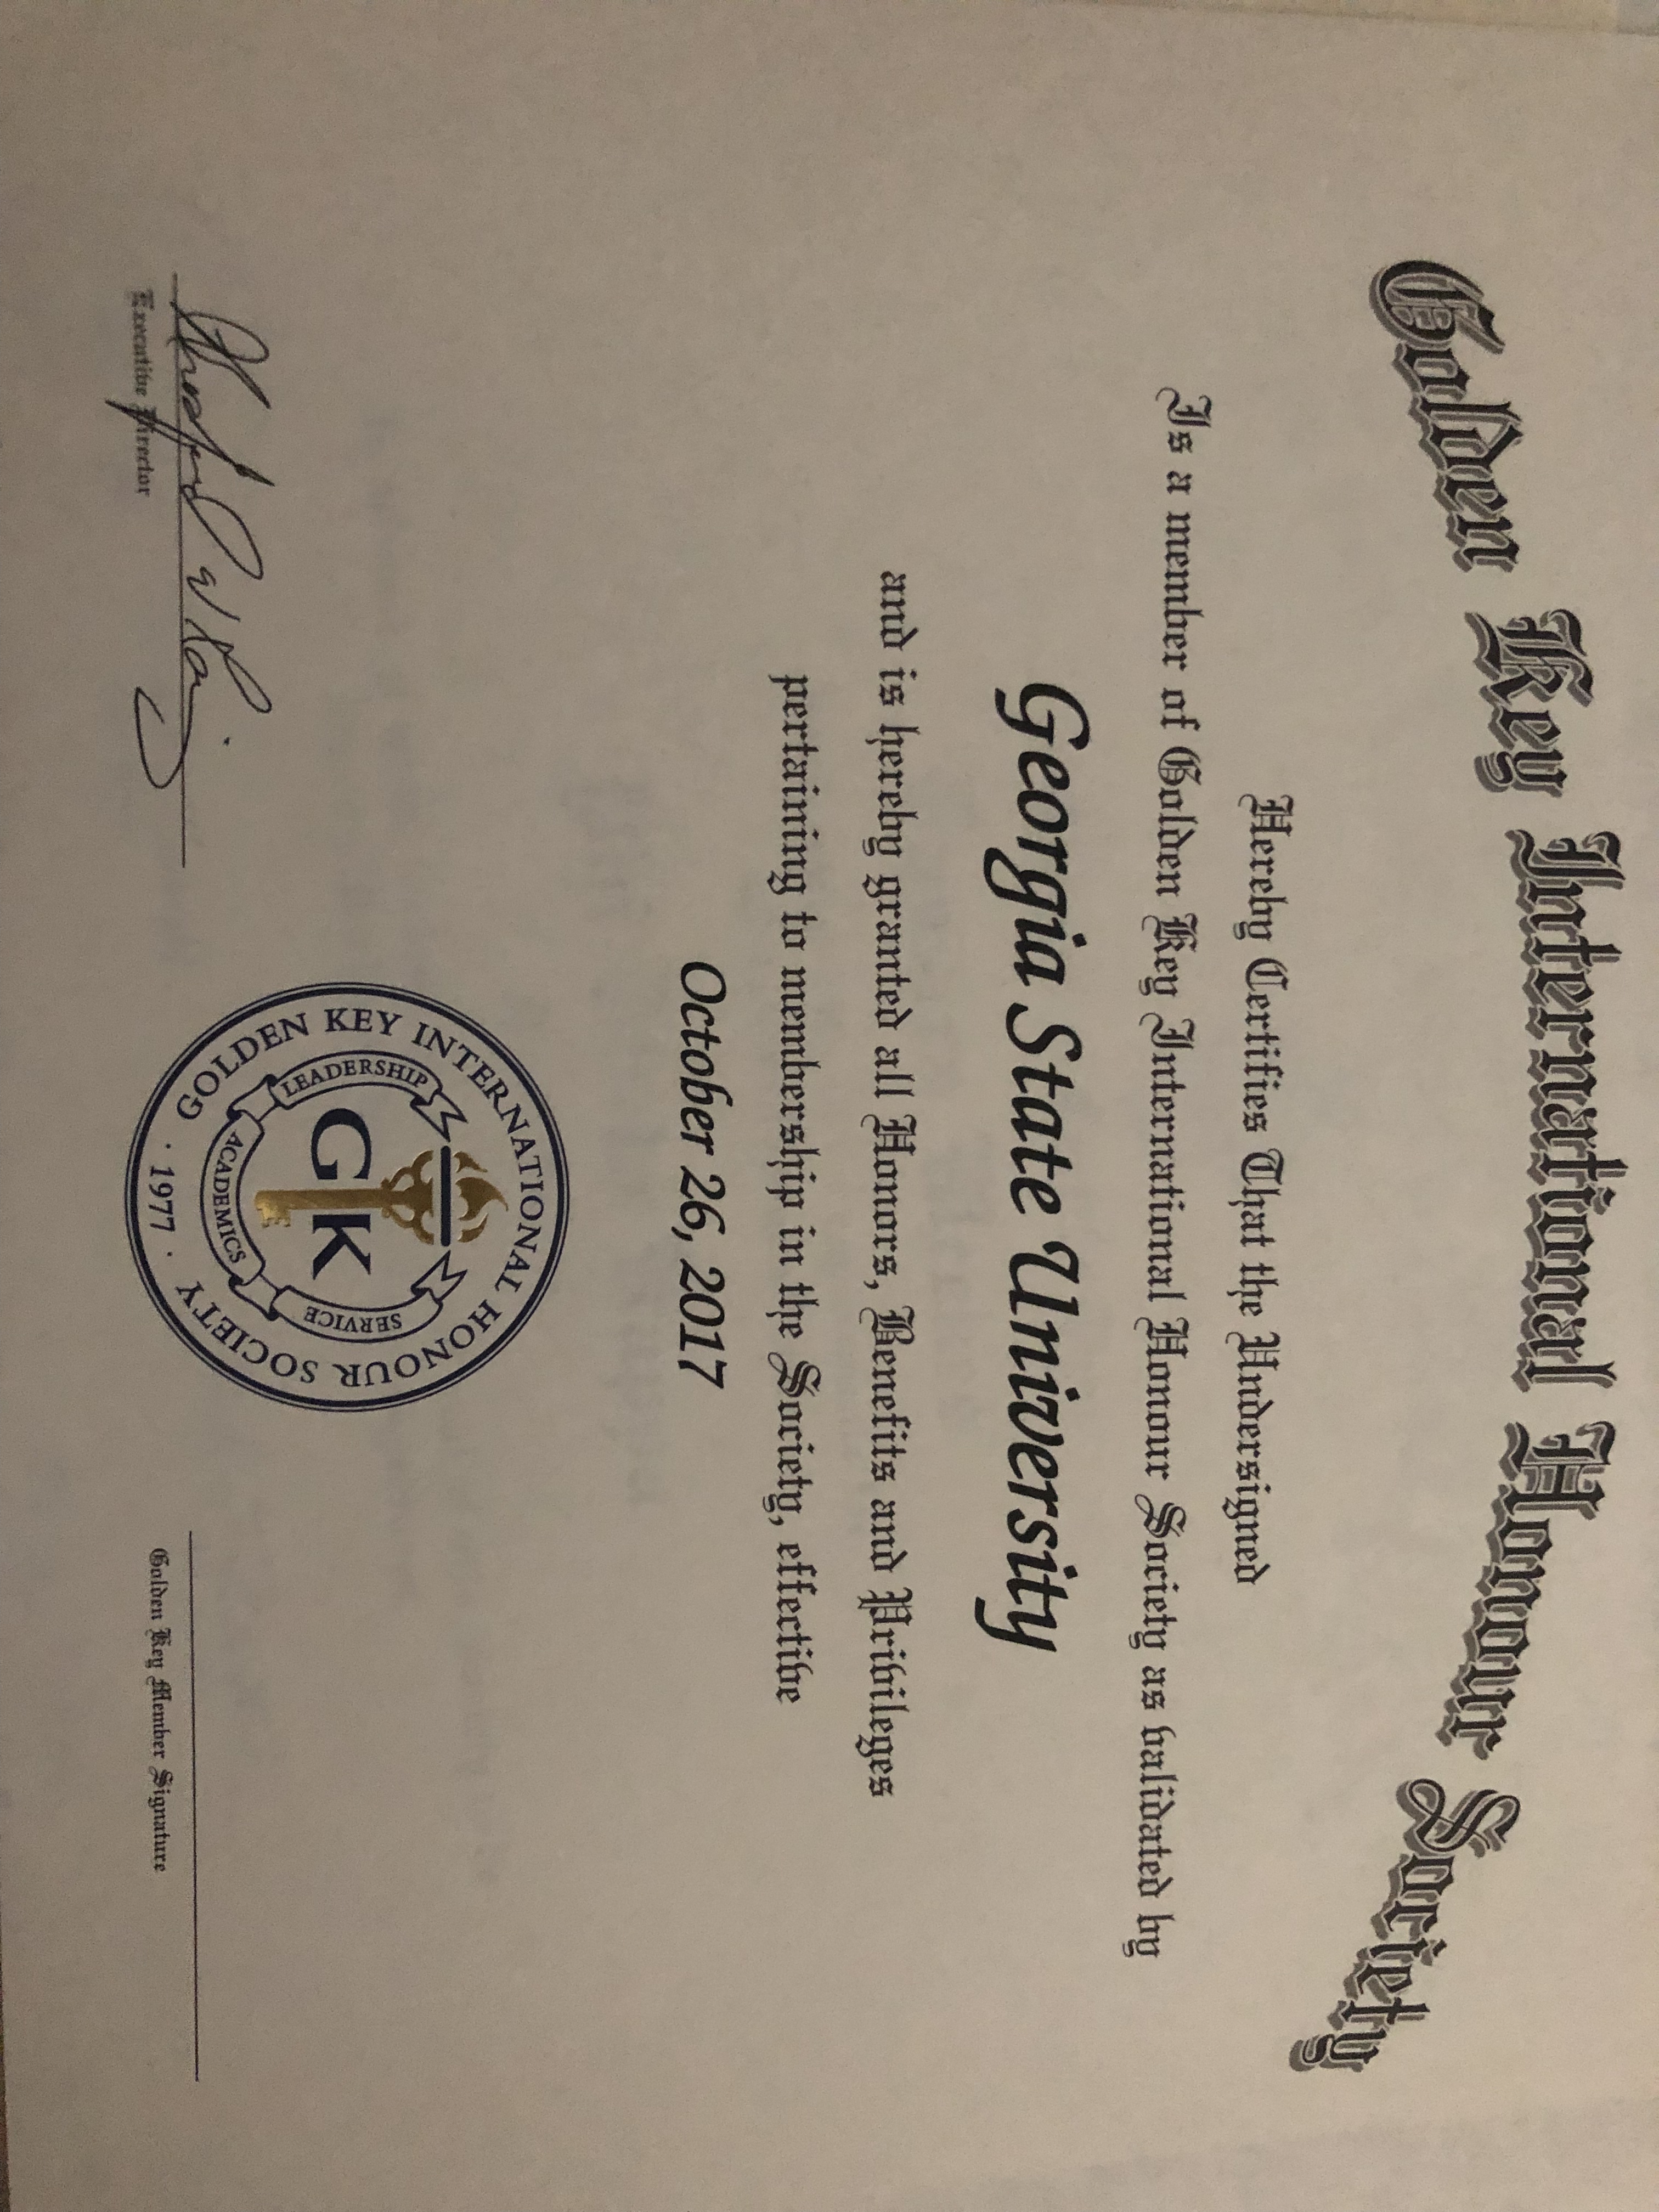 Golden Key International Honour Society
Hereby Certifies That the Undersigned
Is a member of Golden Key International Honour Society as validated by
Georgia State University
and is hereby granted all Honors, Benefits and Privileges
pertaining to membership in the Society, effective
October 26, 2017
Executive Director
GOLDEN KEY INTERNATIONAL HONOUR SOCIETY
· 1977 ·
LEADERSHIP
ACADEMICS
SERVICE
GK
Golden Key Member Signature